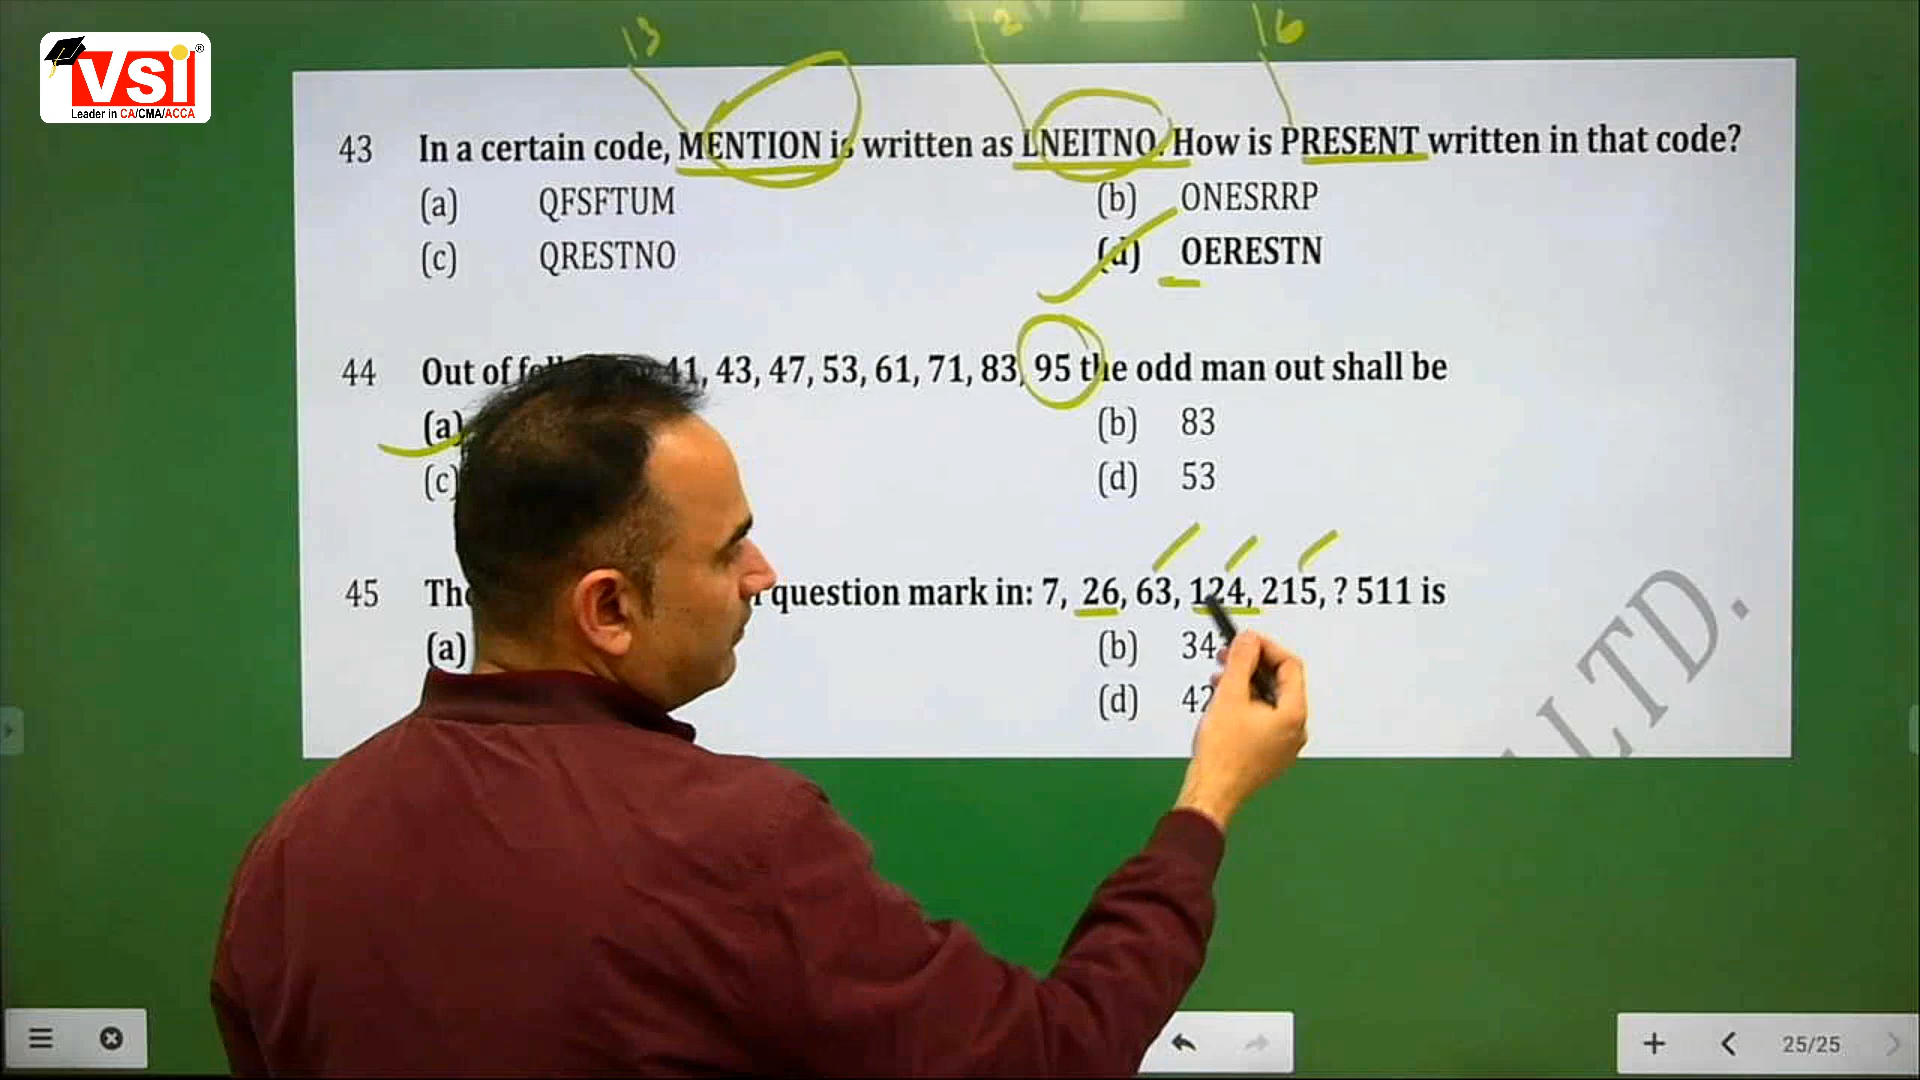 13 12 16
VSI®
Leader in CA/CMA/ACCA
43 In a certain code, MENTION is written as LNEITNO. How is PRESENT written in that code?
(a) QFSFTUM (b) ONESRRP
(c) QRESTNO (d) OERESTN
44 Out of 41, 43, 47, 53, 61, 71, 83, 95 the odd man out shall be
(a) (b) 83
(c) (d) 53
45 question mark in: 7, 26, 63, 124, 215, ? 511 is
(a) (b)
(d)
LTD.
25/25